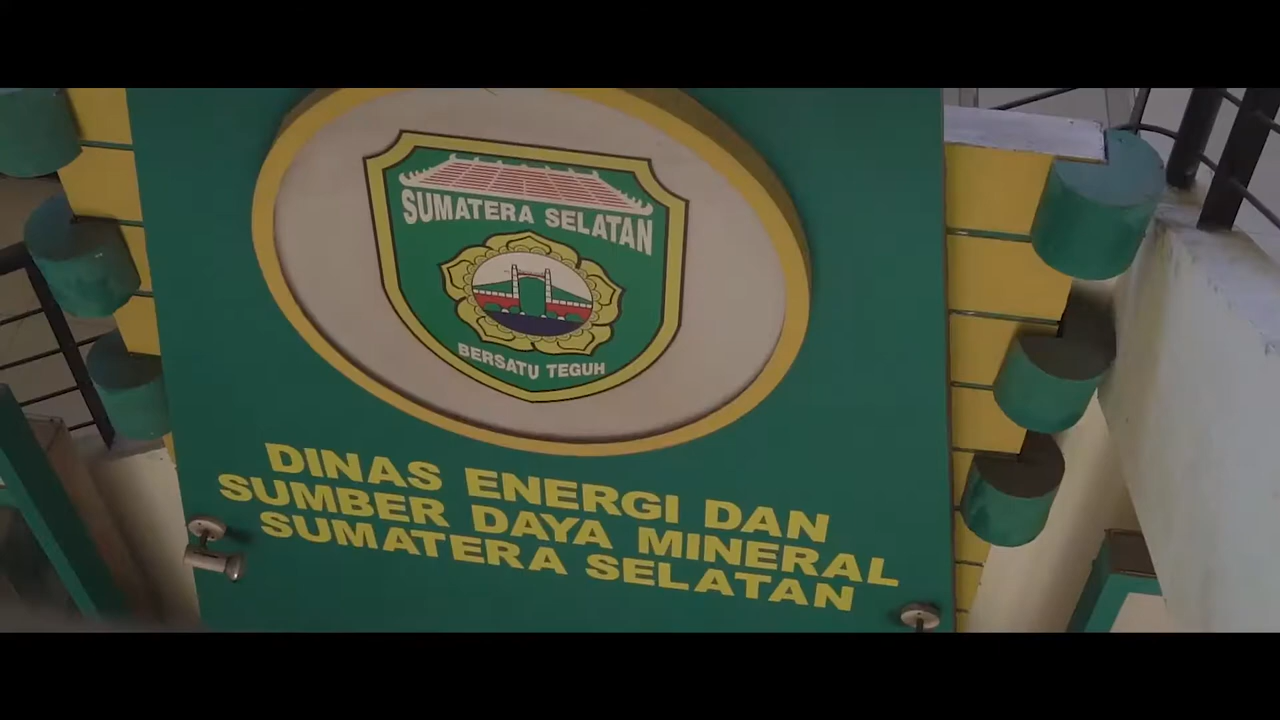 SUMATERA SELATAN
BERSATU TEGUH
DINAS ENERGI DAN
SUMBER DAYA MINERAL
SUMATERA SELATAN